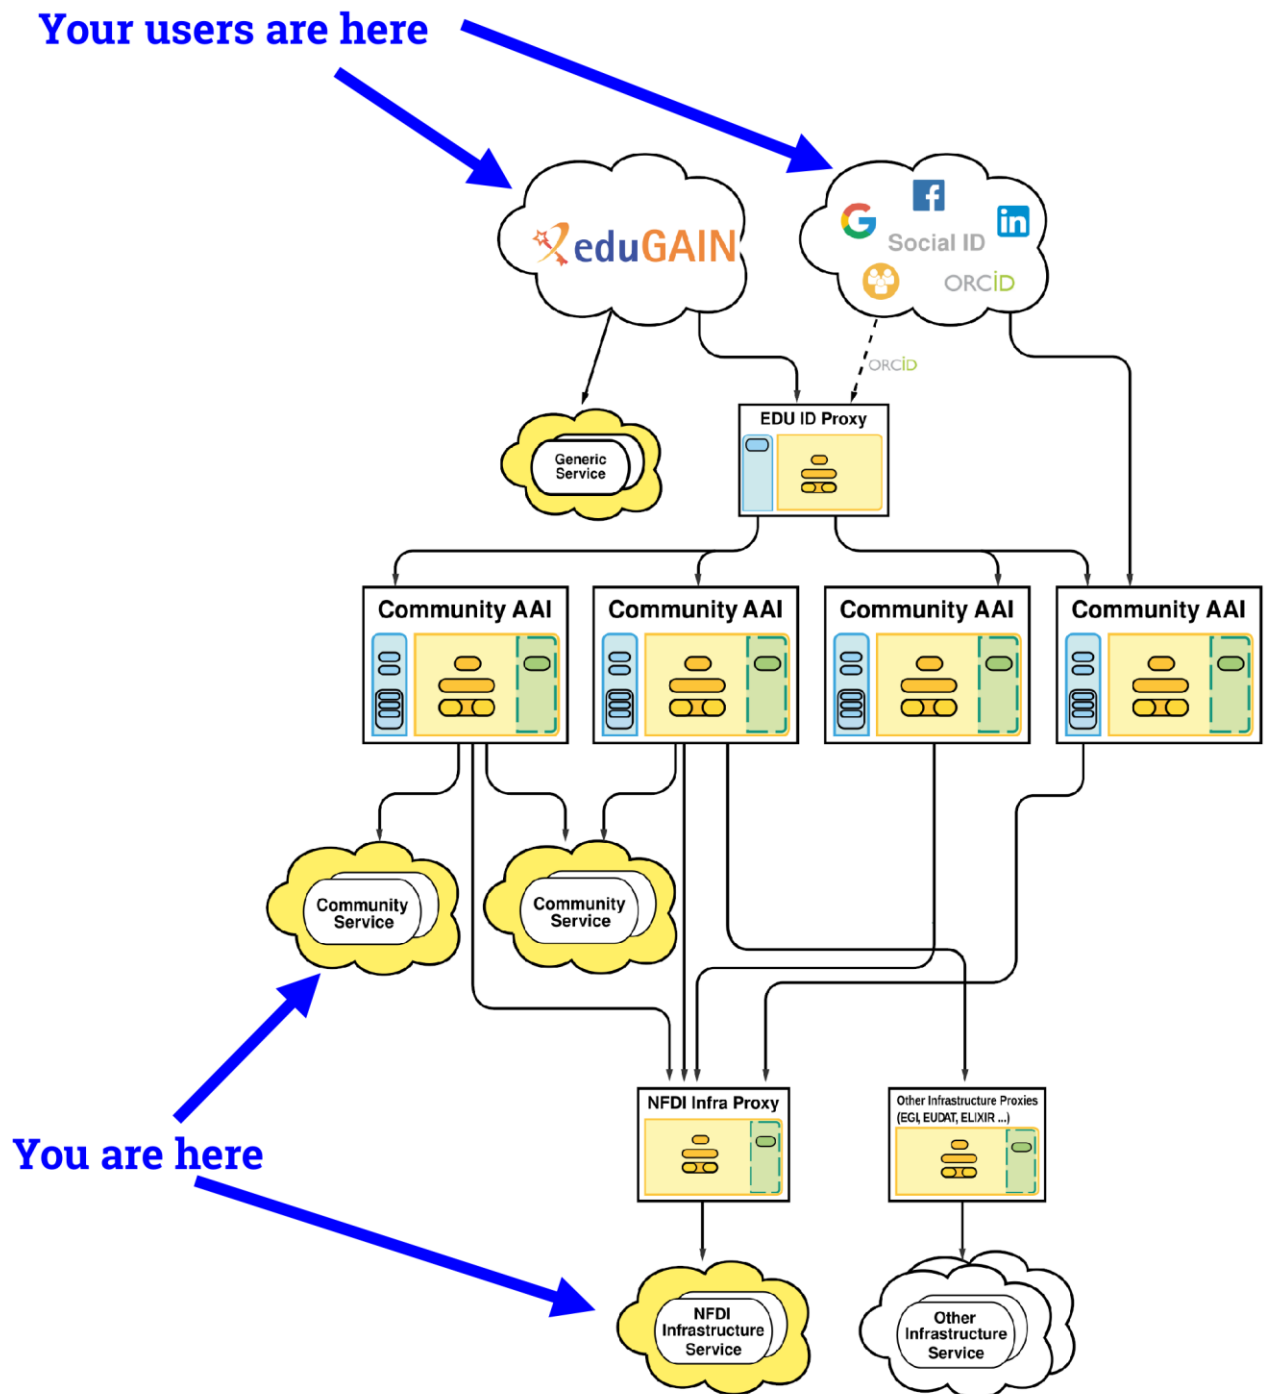 Your users are here
eduGAIN
Social ID
ORCiD
ORCiD
EDU ID Proxy
Generic
Service
Community AAI
Community AAI
Community AAI
Community AAI
Community
Service
Community
Service
You are here
NFDI Infra Proxy
Other Infrastructure Proxies
(EGI, EUDAT, ELIXIR ...)
NFDI
Infrastructure
Service
Other
Infrastructure
Service